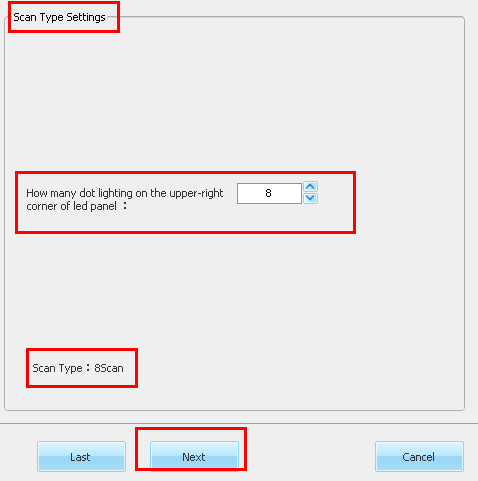 Scan Type Settings
How many dot lighting on the upper-right
8
corner of led panel：
Scan Type：8Scan
Last
Next
Cancel